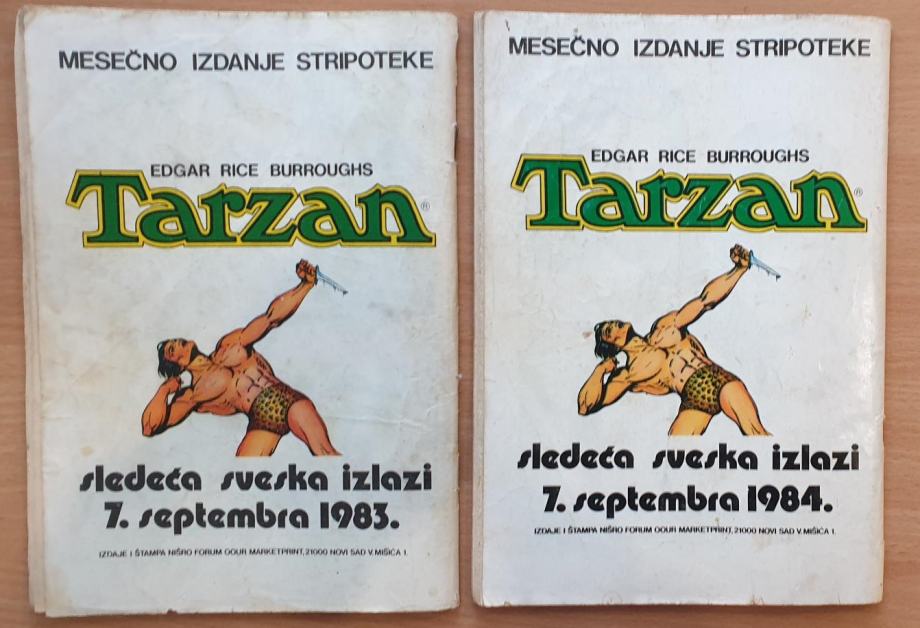 MESEČNO IZDANJE STRIPOTEKE
EDGAR RICE BURROUGHS
Tarzan®
sledeća sveska izlazi
7. septembra 1983.
IZDAJE I ŠTAMPA NIŠRO FORUM OOUR MARKETPRINT, 21000 NOVI SAD V. MIŠIĆA 1.
MESEČNO IZDANJE STRIPOTEKE
EDGAR RICE BURROUGHS
Tarzan®
sledeća sveska izlazi
7. septembra 1984.
IZDAJE I ŠTAMPA NIŠRO FORUM OOUR MARKETPRINT, 21000 NOVI SAD V. MIŠIĆA 1.